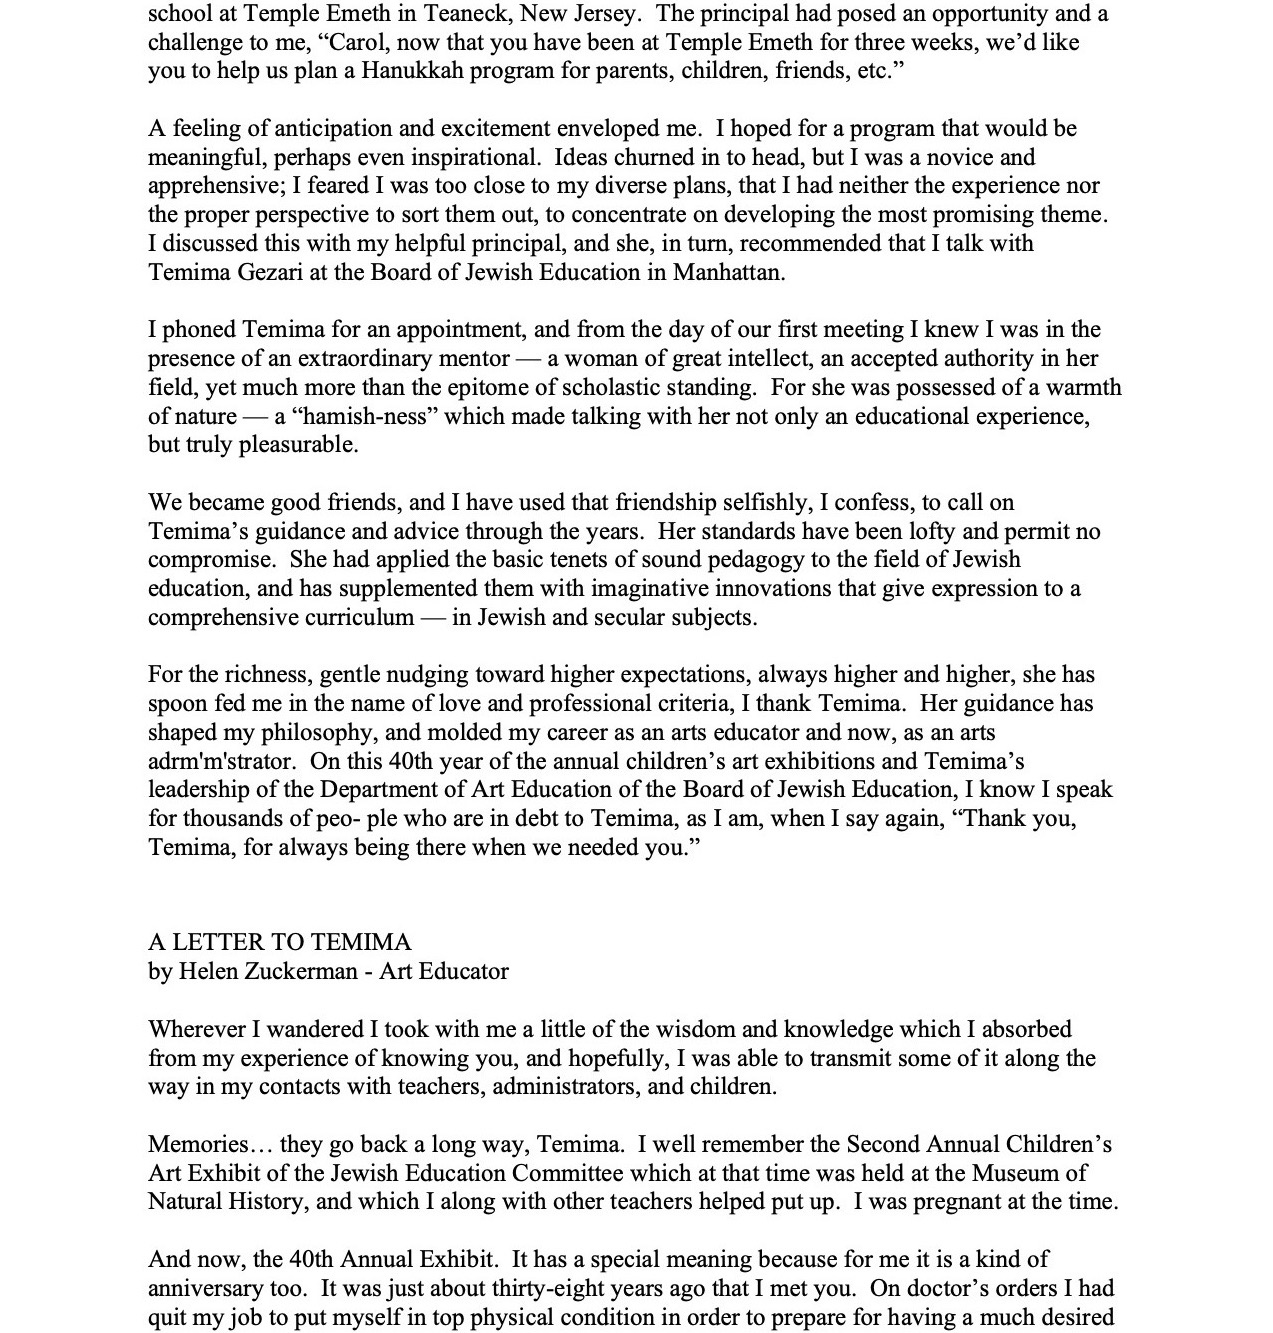 school at Temple Emeth in Teaneck, New Jersey.  The principal had posed an opportunity and a
challenge to me, “Carol, now that you have been at Temple Emeth for three weeks, we’d like
you to help us plan a Hanukkah program for parents, children, friends, etc.”
A feeling of anticipation and excitement enveloped me.  I hoped for a program that would be
meaningful, perhaps even inspirational.  Ideas churned in to head, but I was a novice and
apprehensive; I feared I was too close to my diverse plans, that I had neither the experience nor
the proper perspective to sort them out, to concentrate on developing the most promising theme.
I discussed this with my helpful principal, and she, in turn, recommended that I talk with
Temima Gezari at the Board of Jewish Education in Manhattan.
I phoned Temima for an appointment, and from the day of our first meeting I knew I was in the
presence of an extraordinary mentor — a woman of great intellect, an accepted authority in her
field, yet much more than the epitome of scholastic standing.  For she was possessed of a warmth
of nature — a “hamish-ness” which made talking with her not only an educational experience,
but truly pleasurable.
We became good friends, and I have used that friendship selfishly, I confess, to call on
Temima’s guidance and advice through the years.  Her standards have been lofty and permit no
compromise.  She had applied the basic tenets of sound pedagogy to the field of Jewish
education, and has supplemented them with imaginative innovations that give expression to a
comprehensive curriculum — in Jewish and secular subjects.
For the richness, gentle nudging toward higher expectations, always higher and higher, she has
spoon fed me in the name of love and professional criteria, I thank Temima.  Her guidance has
shaped my philosophy, and molded my career as an arts educator and now, as an arts
adrm'm'strator.  On this 40th year of the annual children’s art exhibitions and Temima’s
leadership of the Department of Art Education of the Board of Jewish Education, I know I speak
for thousands of peo- ple who are in debt to Temima, as I am, when I say again, “Thank you,
Temima, for always being there when we needed you.”
A LETTER TO TEMIMA
by Helen Zuckerman - Art Educator
Wherever I wandered I took with me a little of the wisdom and knowledge which I absorbed
from my experience of knowing you, and hopefully, I was able to transmit some of it along the
way in my contacts with teachers, administrators, and children.
Memories… they go back a long way, Temima.  I well remember the Second Annual Children’s
Art Exhibit of the Jewish Education Committee which at that time was held at the Museum of
Natural History, and which I along with other teachers helped put up.  I was pregnant at the time.
And now, the 40th Annual Exhibit.  It has a special meaning because for me it is a kind of
anniversary too.  It was just about thirty-eight years ago that I met you.  On doctor’s orders I had
quit my job to put myself in top physical condition in order to prepare for having a much desired